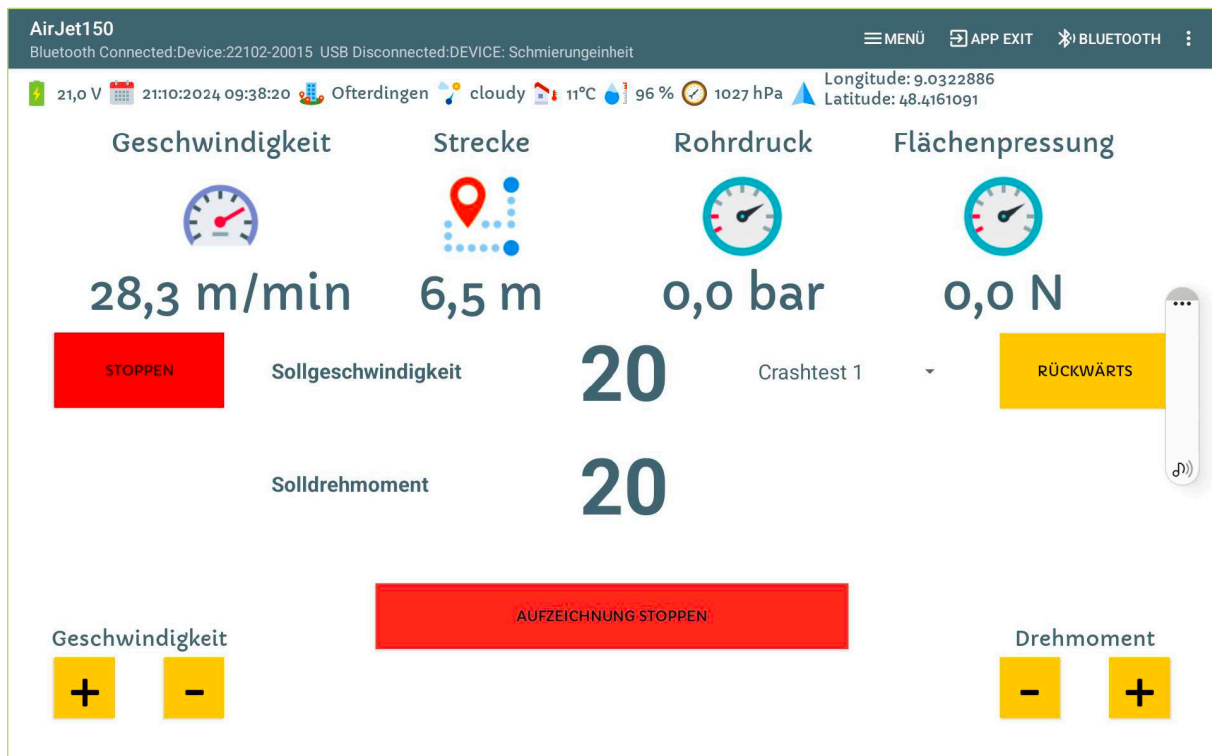 AirJet150
Bluetooth Connected:Device:22102-20015 USB Disconnected:DEVICE: Schmierungeinheit
MENÜ APP EXIT BLUETOOTH
21,0 V 21:10:2024 09:38:20 Ofterdingen cloudy 11°C 96 % 1027 hPa
Longitude: 9.0322886
Latitude: 48.4161091
Geschwindigkeit Strecke Rohrdruck Flächenpressung
28,3 m/min 6,5 m 0,0 bar 0,0 N
STOPPEN Sollgeschwindigkeit 20 Crashtest 1 RÜCKWÄRTS
Solldrehmoment 20
AUFZEICHNUNG STOPPEN
Geschwindigkeit Drehmoment
+ - - +